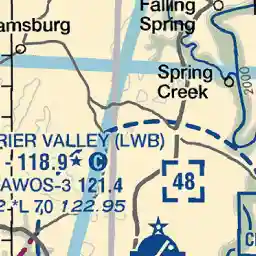 amsburg
Falling
Spring
Spring
Creek
2000
RIER VALLEY (LWB)
- 118.9 ★ C
AWOS-3 121.4
2 *L 70 122.95
48
C